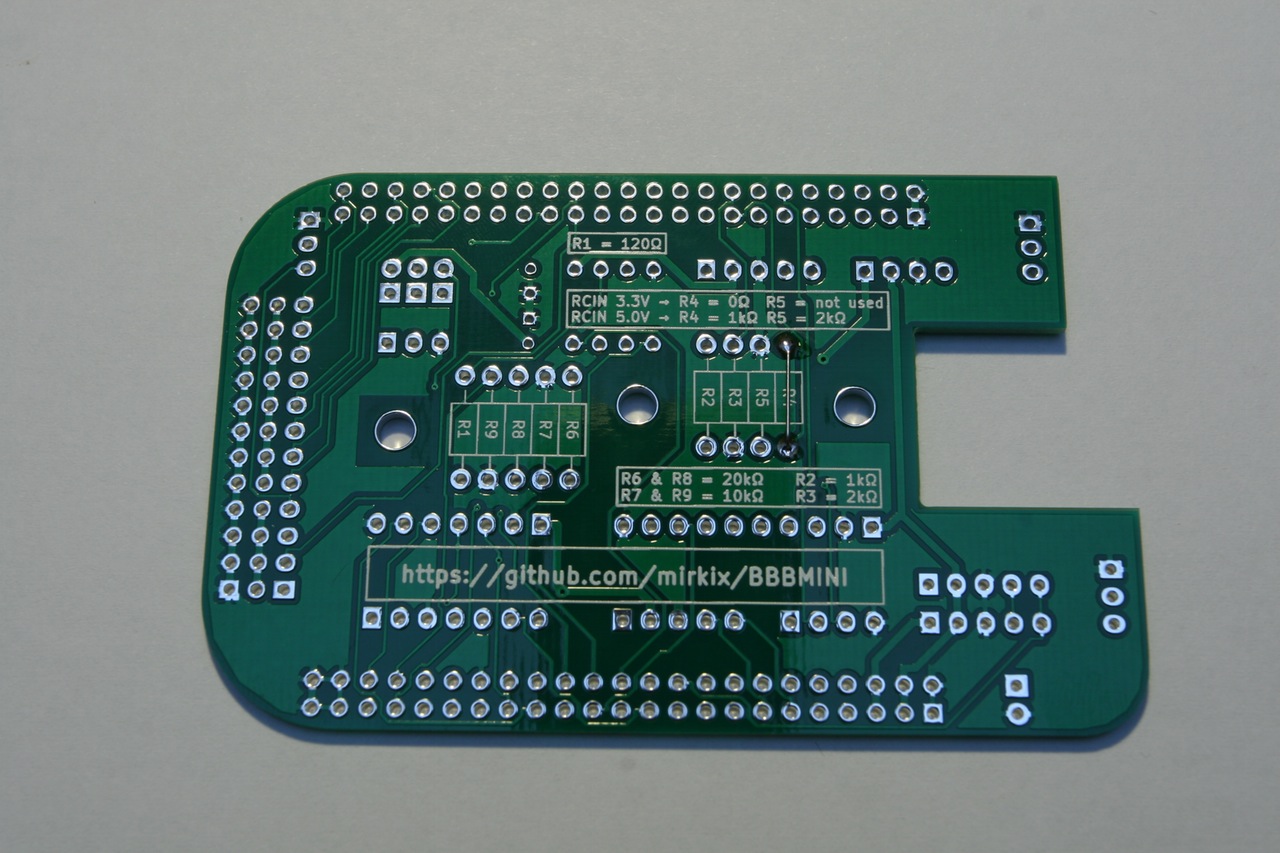 R1 = 120Ω
RCIN 3.3V → R4 = 0Ω R5 = not used
RCIN 5.0V → R4 = 1kΩ R5 = 2kΩ
R2 R3 R5 R4
R1 R9 R8 R7 R6
R6 & R8 = 20kΩ R2 = 1kΩ
R7 & R9 = 10kΩ R3 = 2kΩ
https://github.com/mirkix/BBBMINI